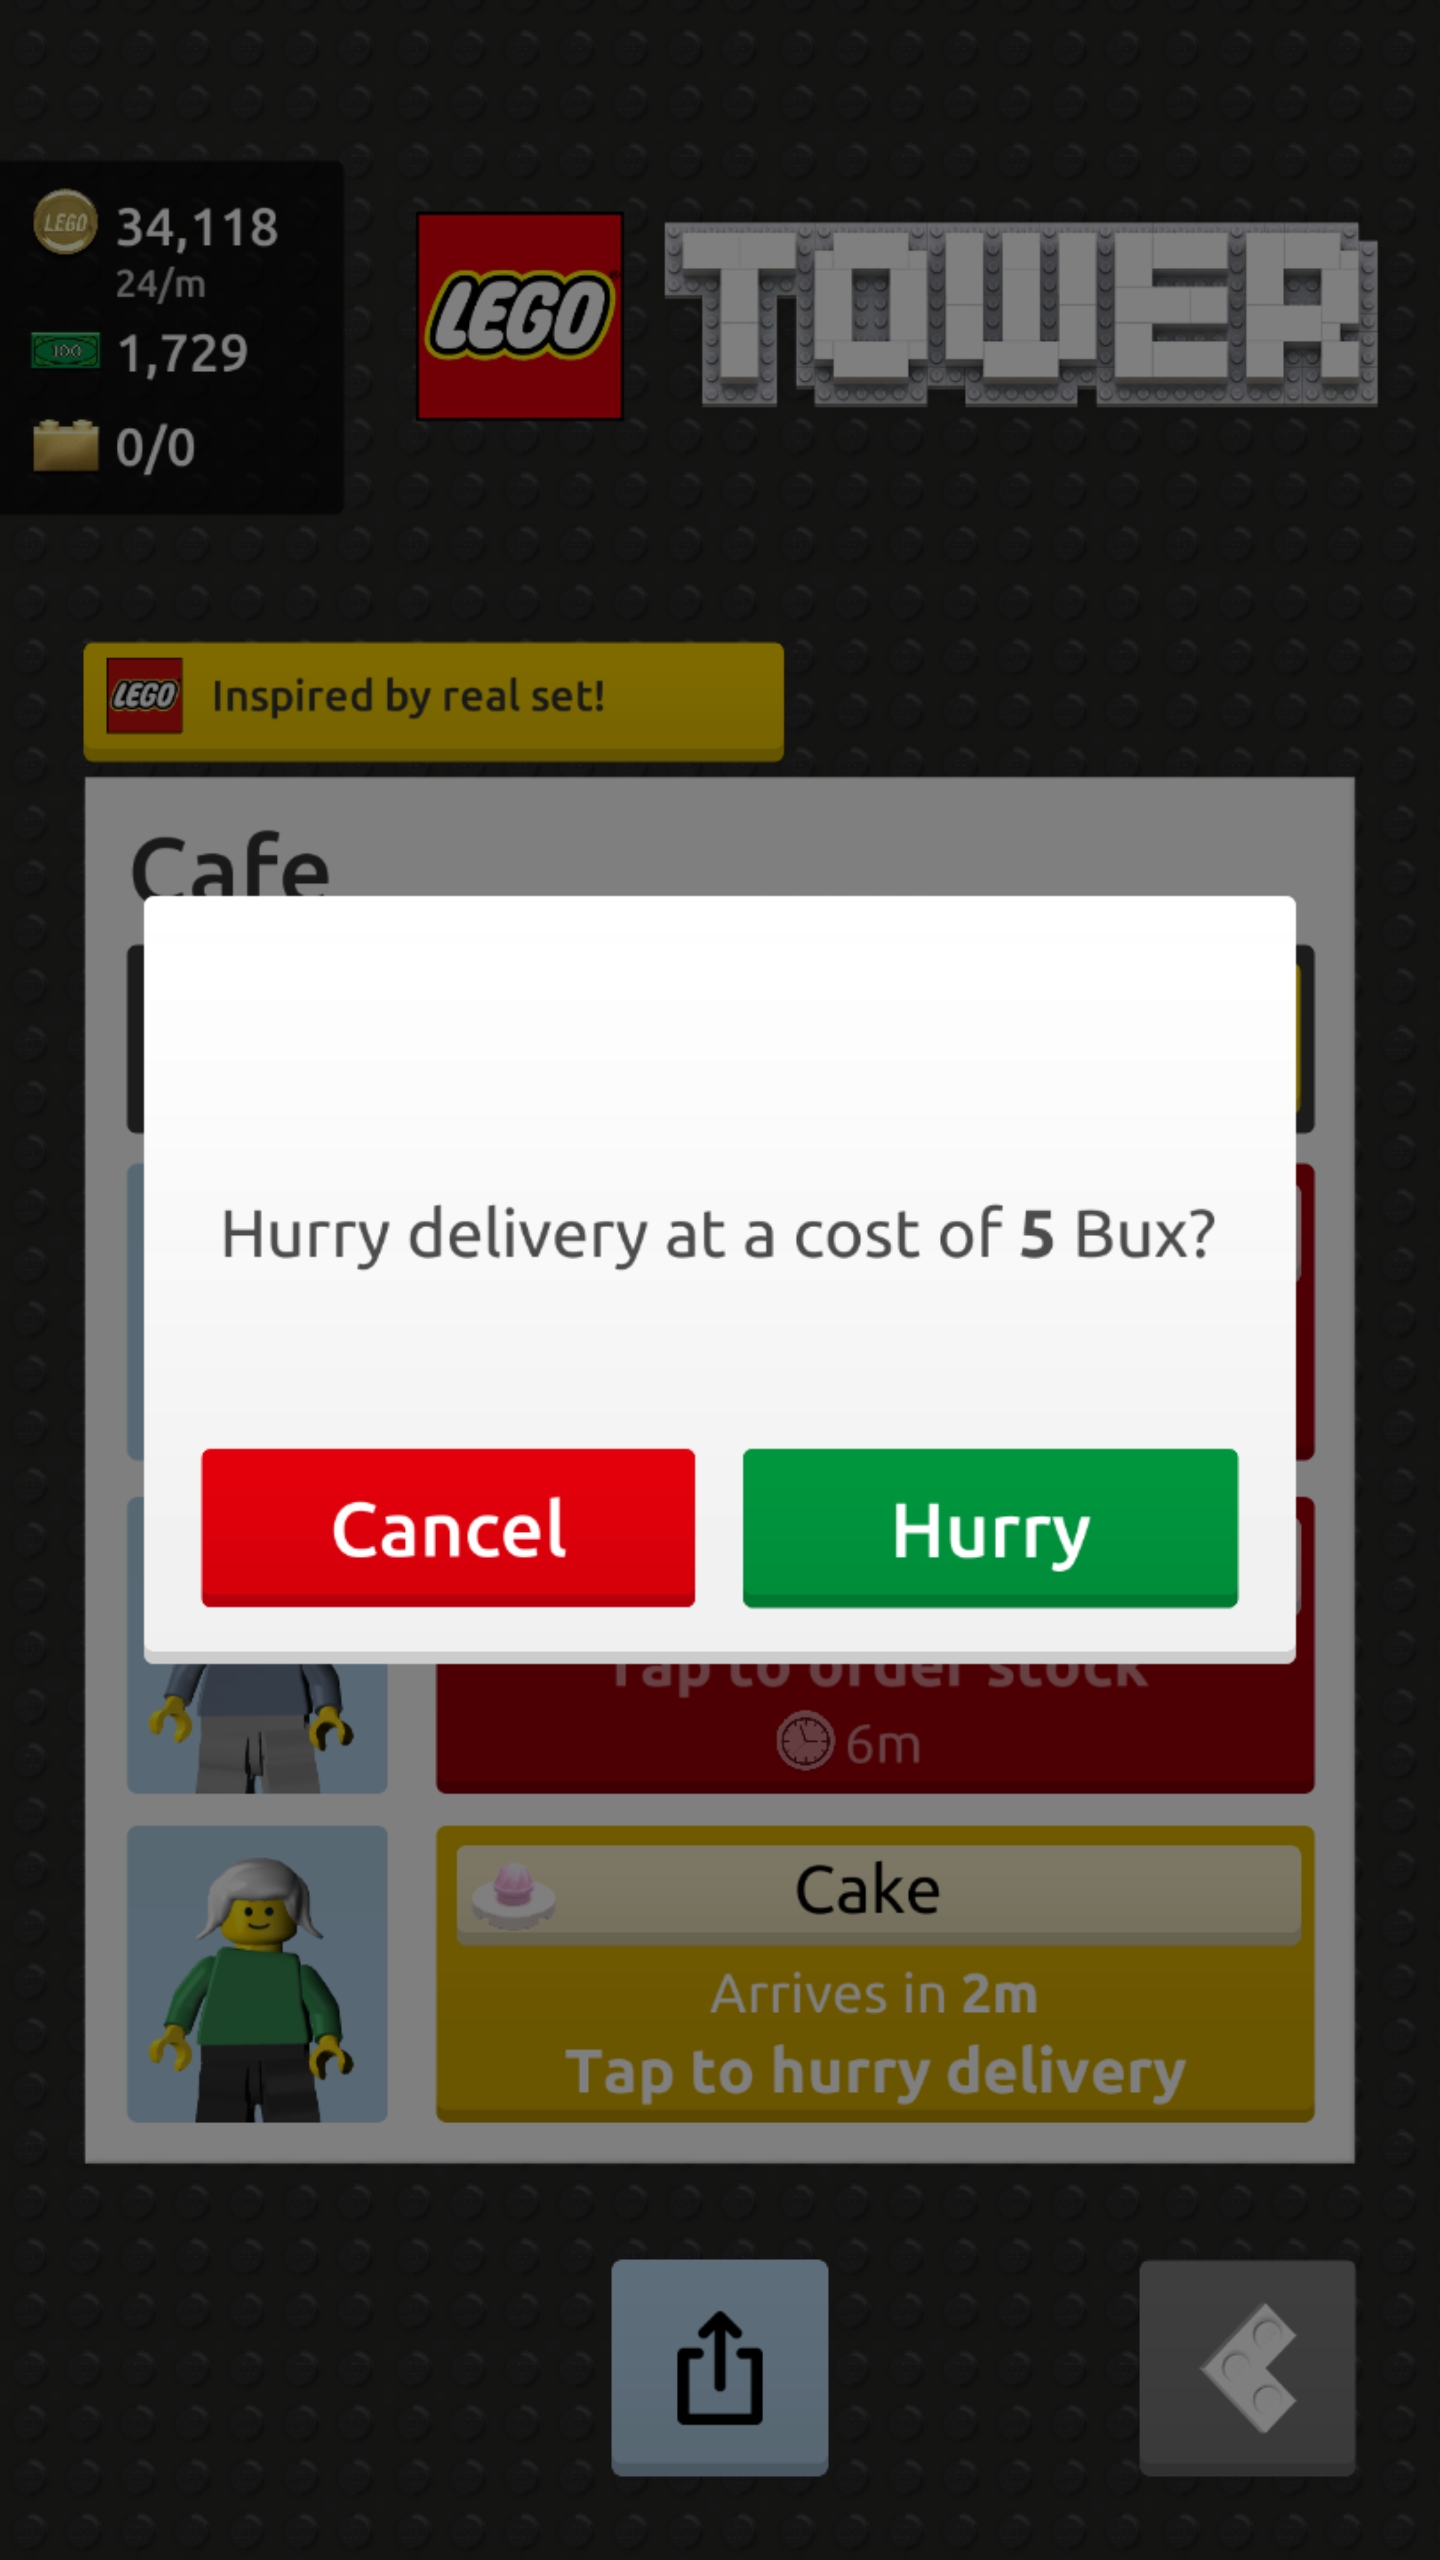 LEGO
34,118
24/m
100
1,729
0/0
LEGO
TOWER
LEGO
Inspired by real set!
Cafe
Hurry delivery at a cost of 5 Bux?
Cancel
Hurry
Tap to order stock
6m
Cake
Arrives in 2m
Tap to hurry delivery